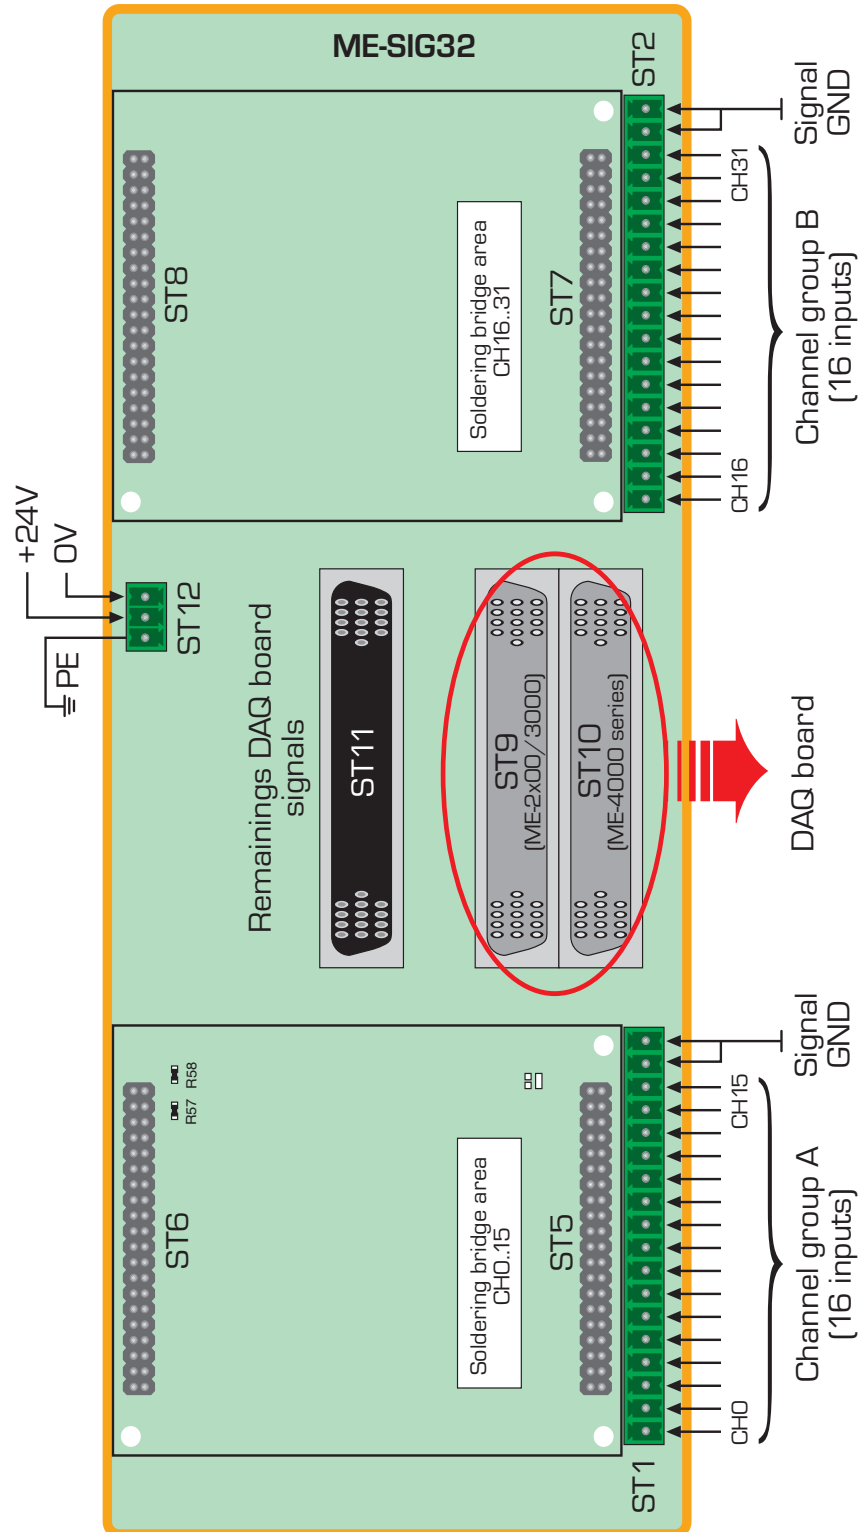 ME-SIG32
ST2
Signal
GND
CH31
Channel group B
(16 inputs)
CH16
ST8
Soldering bridge area
CH16..31
ST7
+24V
0V
PE
ST12
Remainings DAQ board
signals
ST11
ST9
(ME-2x00/3000)
ST10
(ME-4000 series)
DAQ board
R58
R57
ST6
Soldering bridge area
CH0..15
ST5
Signal
GND
CH15
Channel group A
(16 inputs)
CH0
ST1